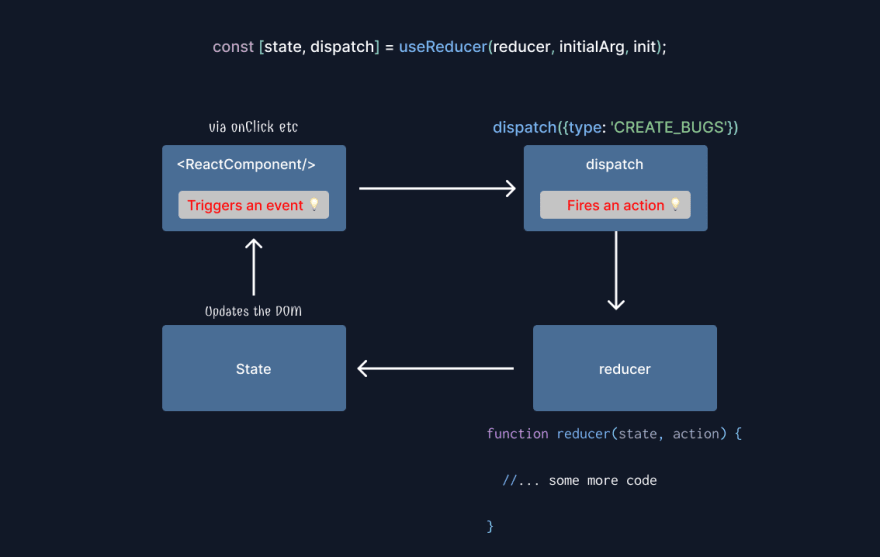 const [state, dispatch] = useReducer(reducer, initialArg, init);
via onClick etc
dispatch({type: 'CREATE_BUGS'})
<ReactComponent/>
dispatch
Triggers an event 💡
Fires an action 💡
Updates the DOM
State
reducer
function reducer(state, action) {
//... some more code
}